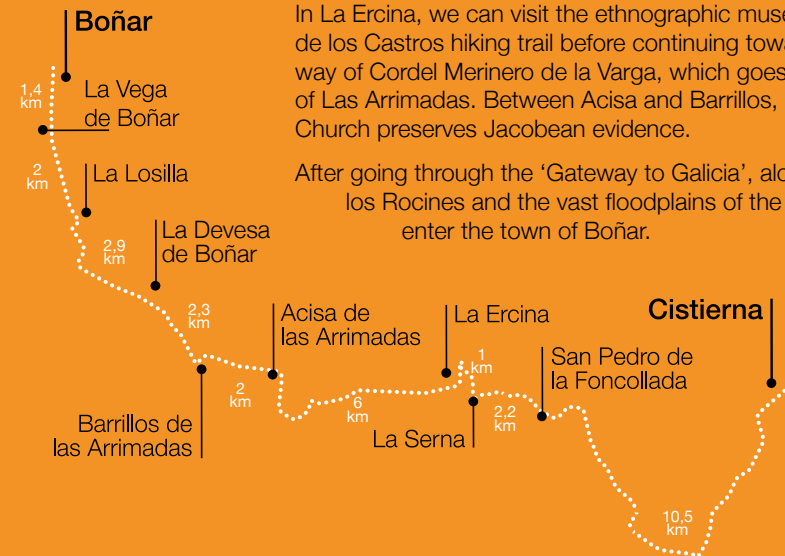 Boñar
In La Ercina, we can visit the ethnographic muse
de los Castros hiking trail before continuing towa
way of Cordel Merinero de la Varga, which goes
of Las Arrimadas. Between Acisa and Barrillos,
Church preserves Jacobean evidence.
After going through the ‘Gateway to Galicia’, alo
los Rocines and the vast floodplains of the
enter the town of Boñar.
1,4
km
La Vega
de Boñar
2
km
La Losilla
2,9
km
La Devesa
de Boñar
2,3
km
Acisa de
las Arrimadas
La Ercina
Cistierna
1
km
San Pedro de
la Foncollada
2
km
6
km
2,2
km
Barrillos de
las Arrimadas
La Serna
10,5
km